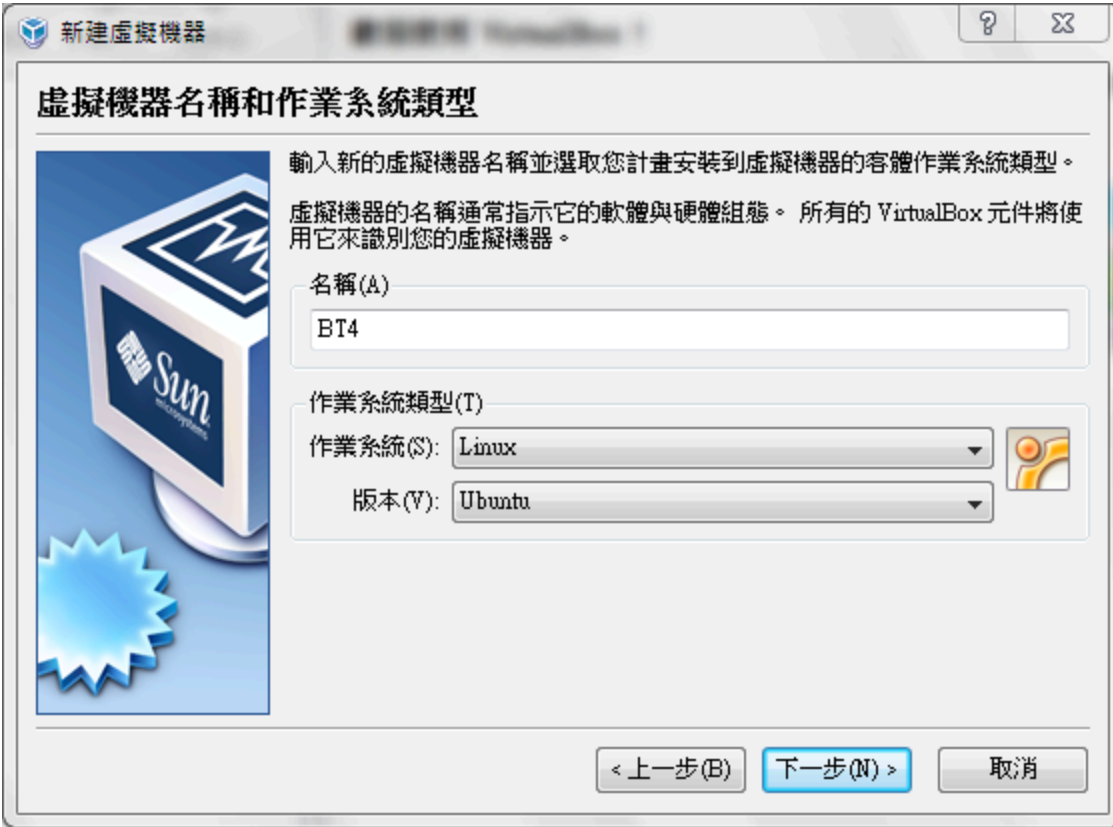 新建虛擬機器
歡迎使用 VirtualBox！
虛擬機器名稱和作業系統類型
輸入新的虛擬機器名稱並選取您計畫安裝到虛擬機器的客體作業系統類型。
虛擬機器的名稱通常指示它的軟體與硬體組態。 所有的 VirtualBox 元件將使
用它來識別您的虛擬機器。
名稱(A)
BT4
作業系統類型(T)
作業系統(S): Linux
版本(V): Ubuntu
Sun
microsystems
<上一步(B)
下一步(N) >
取消